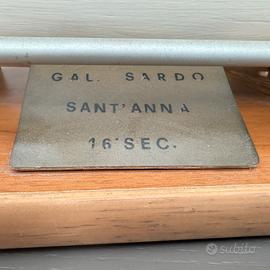 GAL. SARDO
SANT'ANNA
16°SEC.
subito